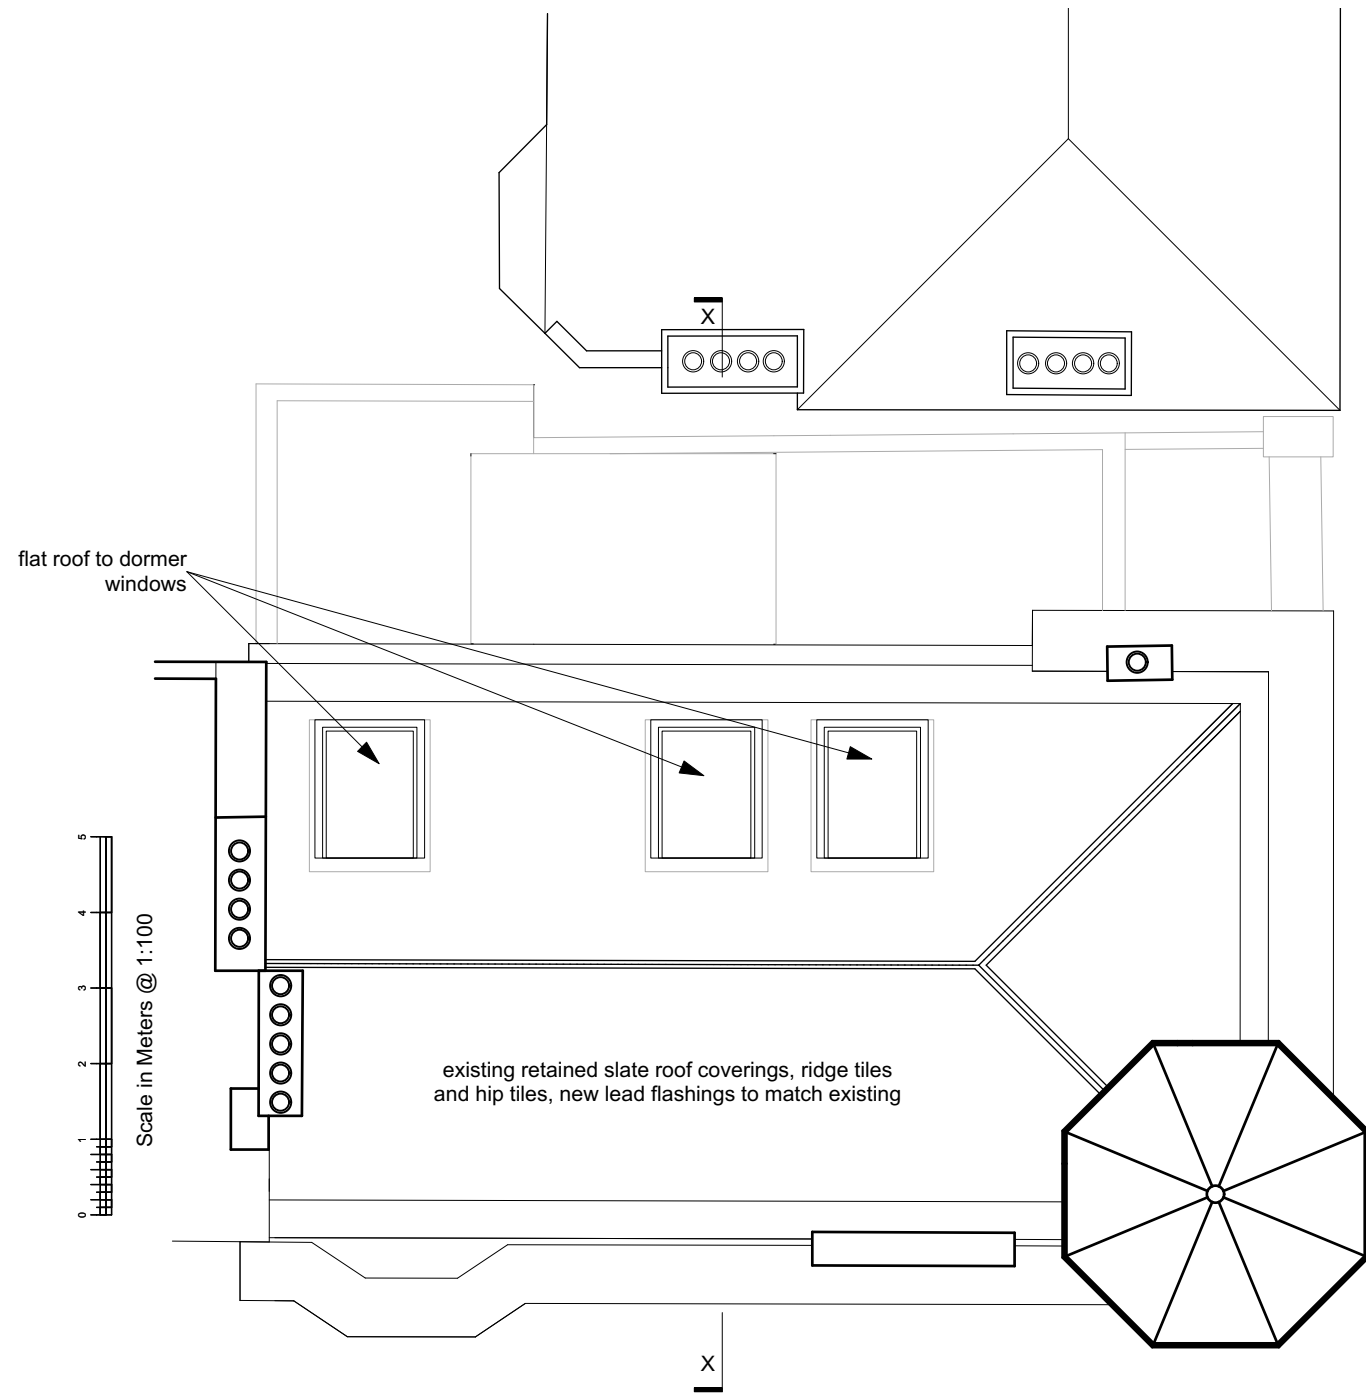 X
flat roof to dormer
windows
5
4
3
2
1
0
Scale in Meters @ 1:100
existing retained slate roof coverings, ridge tiles
and hip tiles, new lead flashings to match existing
X